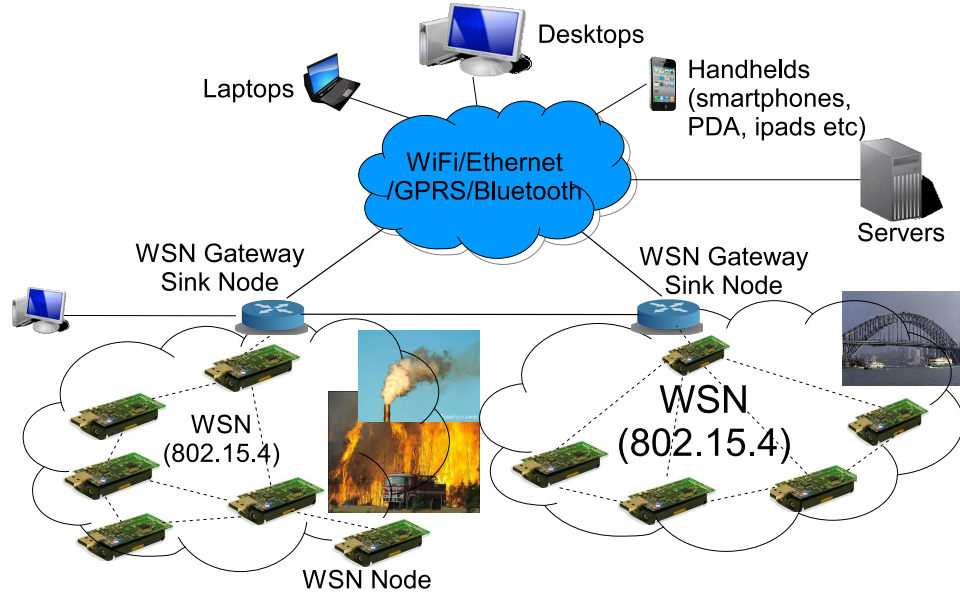 Desktops
Laptops
Handhelds
(smartphones,
PDA, ipads etc)
WiFi/Ethernet
/GPRS/Bluetooth
Servers
WSN Gateway
Sink Node
WSN Gateway
Sink Node
WSN
(802.15.4)
WSN
(802.15.4)
WSN Node